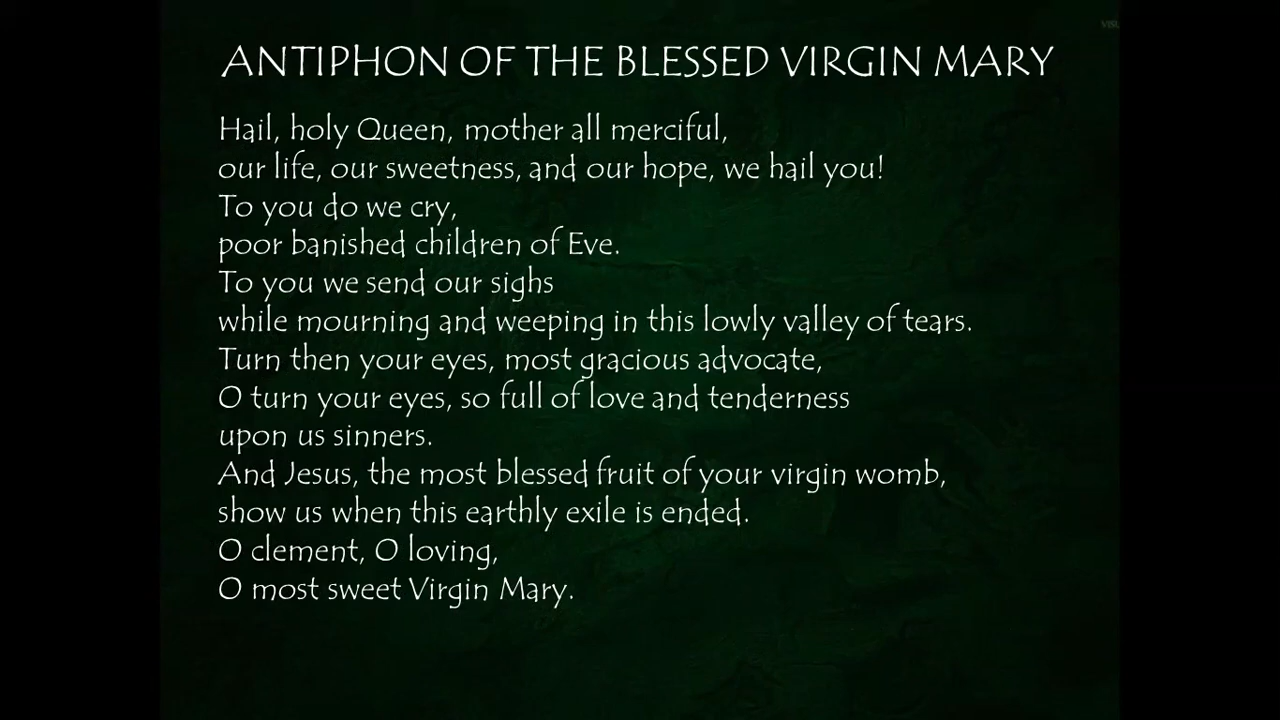 ANTIPHON OF THE BLESSED VIRGIN MARY
Hail, holy Queen, mother all merciful,
our life, our sweetness, and our hope, we hail you!
To you do we cry,
poor banished children of Eve.
To you we send our sighs
while mourning and weeping in this lowly valley of tears.
Turn then your eyes, most gracious advocate,
O turn your eyes, so full of love and tenderness
upon us sinners.
And Jesus, the most blessed fruit of your virgin womb,
show us when this earthly exile is ended.
O clement, O loving,
O most sweet Virgin Mary.